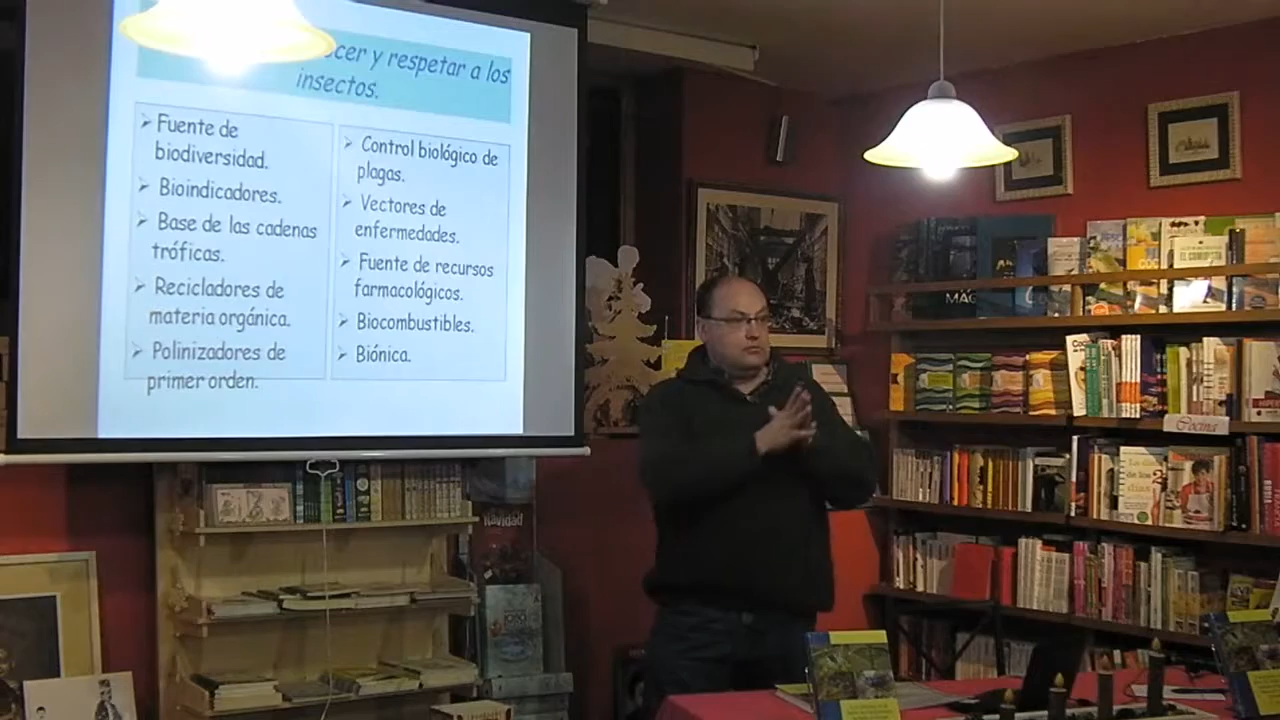 cer y respetar a los
insectos.
➢ Fuente de
biodiversidad.
➢ Bioindicadores.
➢ Base de las cadenas
tróficas.
➢ Recicladores de
materia orgánica.
➢ Polinizadores de
primer orden.
➢ Control biológico de
plagas.
➢ Vectores de
enfermedades.
➢ Fuente de recursos
farmacológicos.
➢ Biocombustibles.
➢ Biónica.
Navidad
Cocina